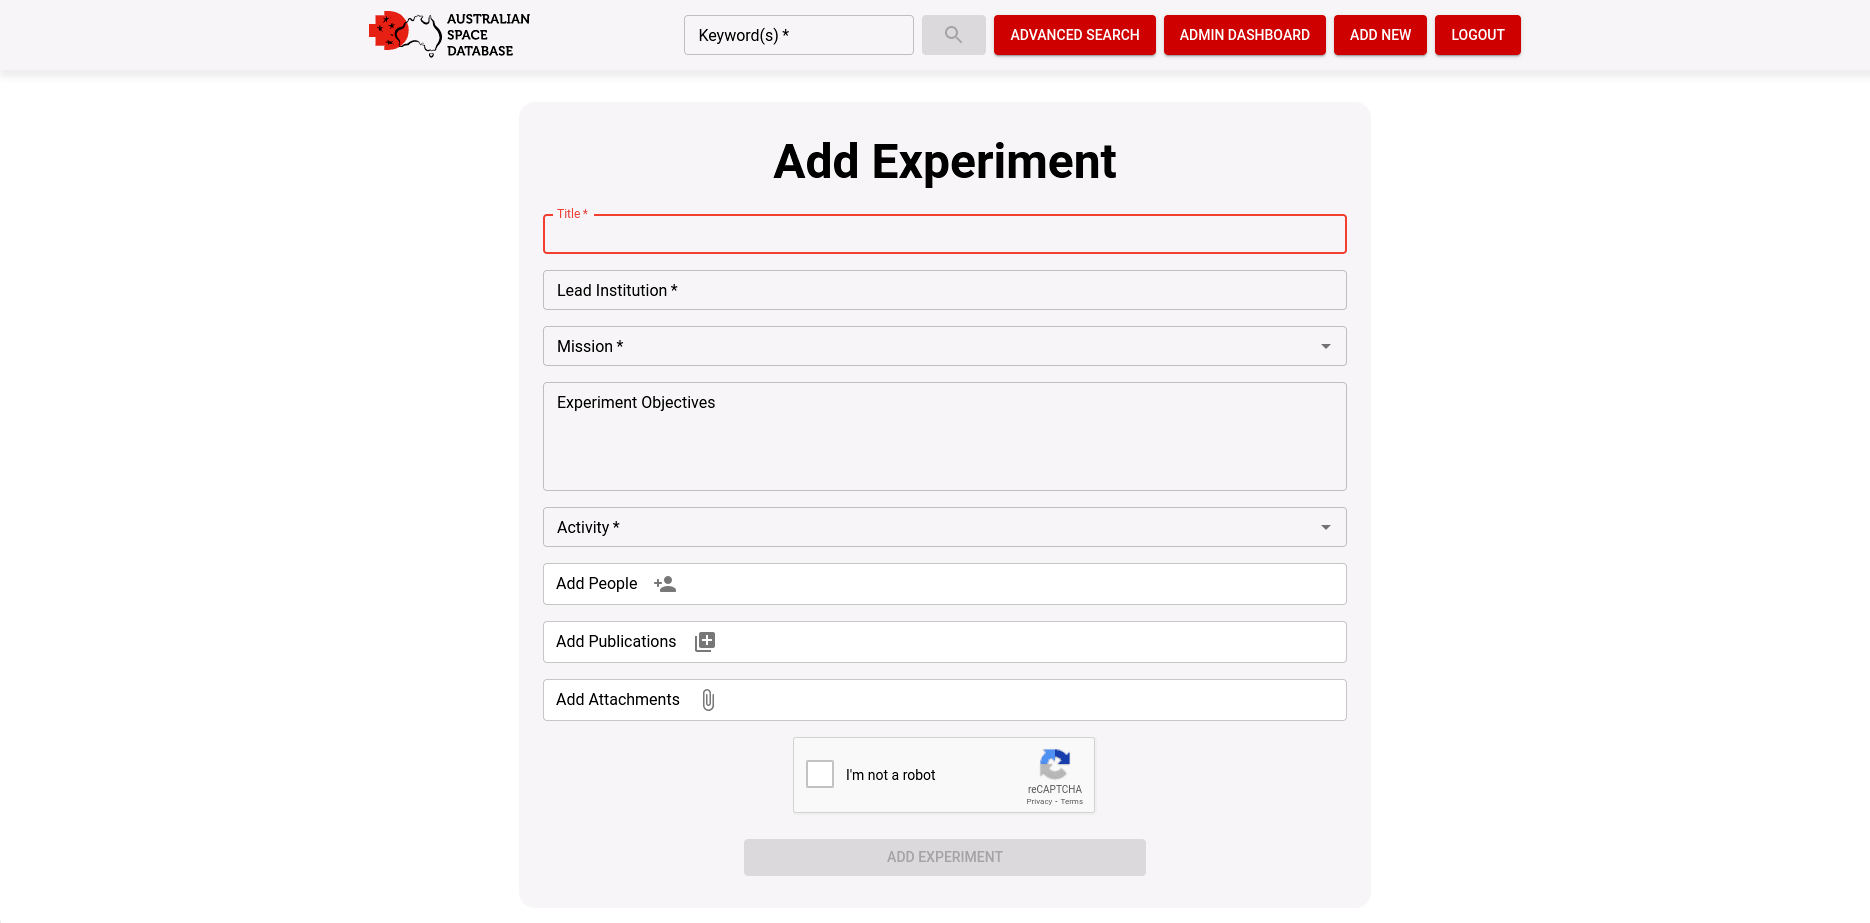 AUSTRALIAN
SPACE
DATABASE
Keyword(s) *
ADVANCED SEARCH
ADMIN DASHBOARD
ADD NEW
LOGOUT
Add Experiment
Title *
Lead Institution *
Mission *
Experiment Objectives
Activity *
Add People
Add Publications
Add Attachments
I'm not a robot
reCAPTCHA
Privacy - Terms
ADD EXPERIMENT